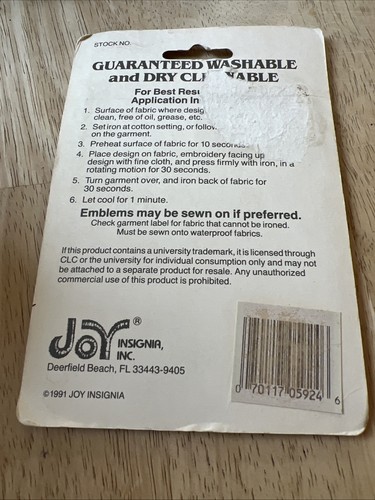 STOCK NO.
GUARANTEED WASHABLE
and DRY CLEANABLE
For Best
Application
1. Surface of fabric where
clean, free of oil, grease, etc.
2. Set iron at cotton setting, or
on the garment.
3. Preheat surface of fabric for 10 seconds.
4. Place design on fabric, embroidery facing up
design with fine cloth, and press firmly with iron, in a
rotating motion for 30 seconds.
5. Turn garment over, and iron back of fabric for
30 seconds.
6. Let cool for 1 minute.
Emblems may be sewn on if preferred.
Check garment label for fabric that cannot be ironed.
Must be sewn onto waterproof fabrics.
If this product contains a university trademark, it is licensed through
CLC or the university for individual consumption only and may not
be attached to a separate product for resale. Any unauthorized
commercial use of this product is prohibited.
JOY® INSIGNIA,
INC.
Deerfield Beach, FL 33443-9405
©1991 JOY INSIGNIA
0 70117 05924 6